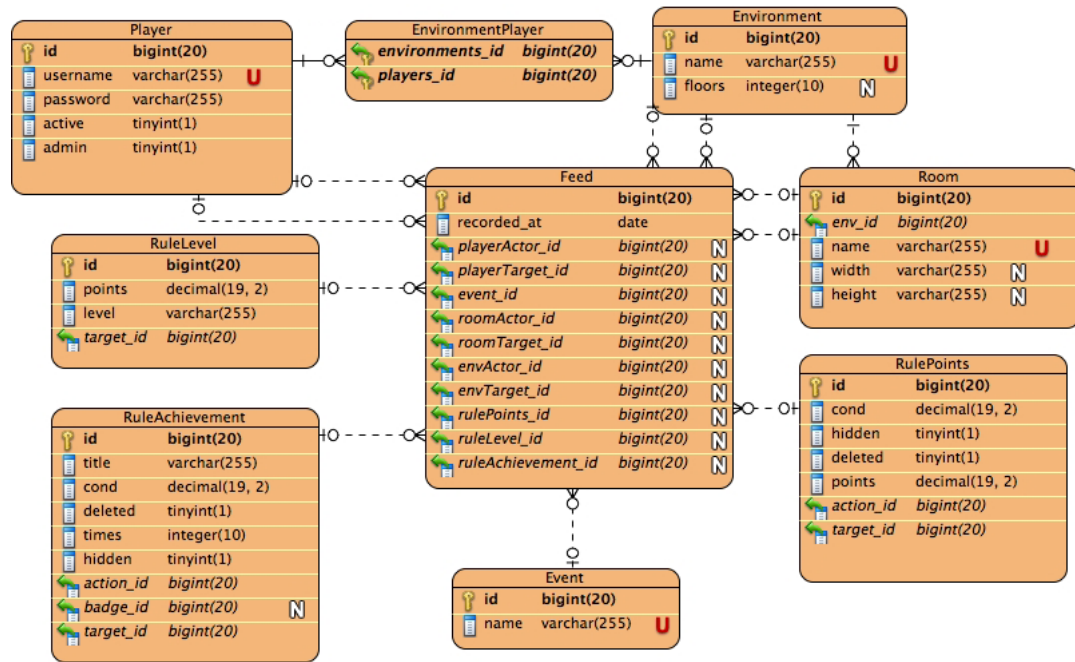 Player
id bigint(20)
username varchar(255) U
password varchar(255)
active tinyint(1)
admin tinyint(1)
EnvironmentPlayer
environments_id bigint(20)
players_id bigint(20)
Environment
id bigint(20)
name varchar(255) U
floors integer(10) N
Feed
id bigint(20)
recorded_at date
playerActor_id bigint(20) N
playerTarget_id bigint(20) N
event_id bigint(20) N
roomActor_id bigint(20) N
roomTarget_id bigint(20) N
envActor_id bigint(20) N
envTarget_id bigint(20) N
rulePoints_id bigint(20) N
ruleLevel_id bigint(20) N
ruleAchievement_id bigint(20) N
Room
id bigint(20)
env_id bigint(20)
name varchar(255) U
width varchar(255) N
height varchar(255) N
RuleLevel
id bigint(20)
points decimal(19, 2)
level varchar(255)
target_id bigint(20)
RulePoints
id bigint(20)
cond decimal(19, 2)
hidden tinyint(1)
deleted tinyint(1)
points decimal(19, 2)
action_id bigint(20)
target_id bigint(20)
RuleAchievement
id bigint(20)
title varchar(255)
cond decimal(19, 2)
deleted tinyint(1)
times integer(10)
hidden tinyint(1)
action_id bigint(20)
badge_id bigint(20) N
target_id bigint(20)
Event
id bigint(20)
name varchar(255) U